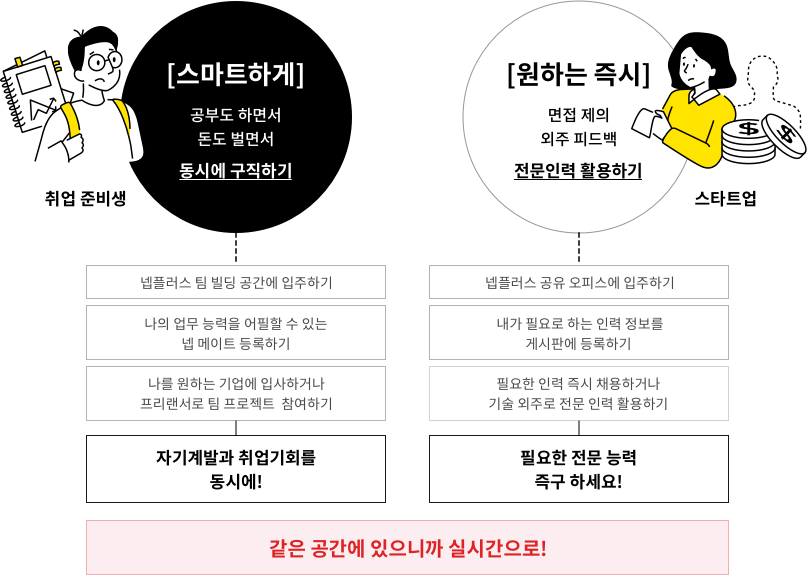 [스마트하게]
공부도 하면서
돈도 벌면서
동시에 구직하기
취업 준비생
넵플러스 팀 빌딩 공간에 입주하기
나의 업무 능력을 어필할 수 있는
넵 메이트 등록하기
나를 원하는 기업에 입사하거나
프리랜서로 팀 프로젝트 참여하기
자기계발과 취업기회를
동시에!
[원하는 즉시]
면접 제의
외주 피드백
전문인력 활용하기
스타트업
$
$
넵플러스 공유 오피스에 입주하기
내가 필요로 하는 인력 정보를
게시판에 등록하기
필요한 인력 즉시 채용하거나
기술 외주로 전문 인력 활용하기
필요한 전문 능력
즉구 하세요!
같은 공간에 있으니까 실시간으로!